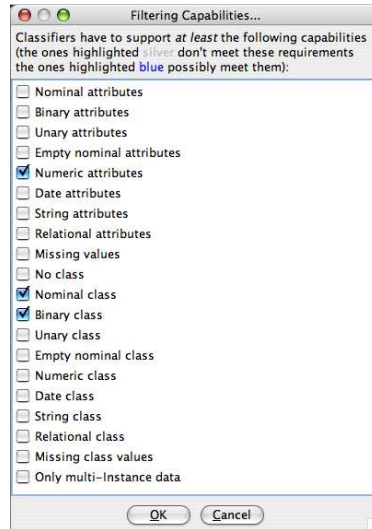 Filtering Capabilities...
Classifiers have to support at least the following capabilities
(the ones highlighted silver don't meet these requirements
the ones highlighted blue possibly meet them):
Nominal attributes
Binary attributes
Unary attributes
Empty nominal attributes
Numeric attributes
Date attributes
String attributes
Relational attributes
Missing values
No class
Nominal class
Binary class
Unary class
Empty nominal class
Numeric class
Date class
String class
Relational class
Missing class values
Only multi-Instance data
OK Cancel